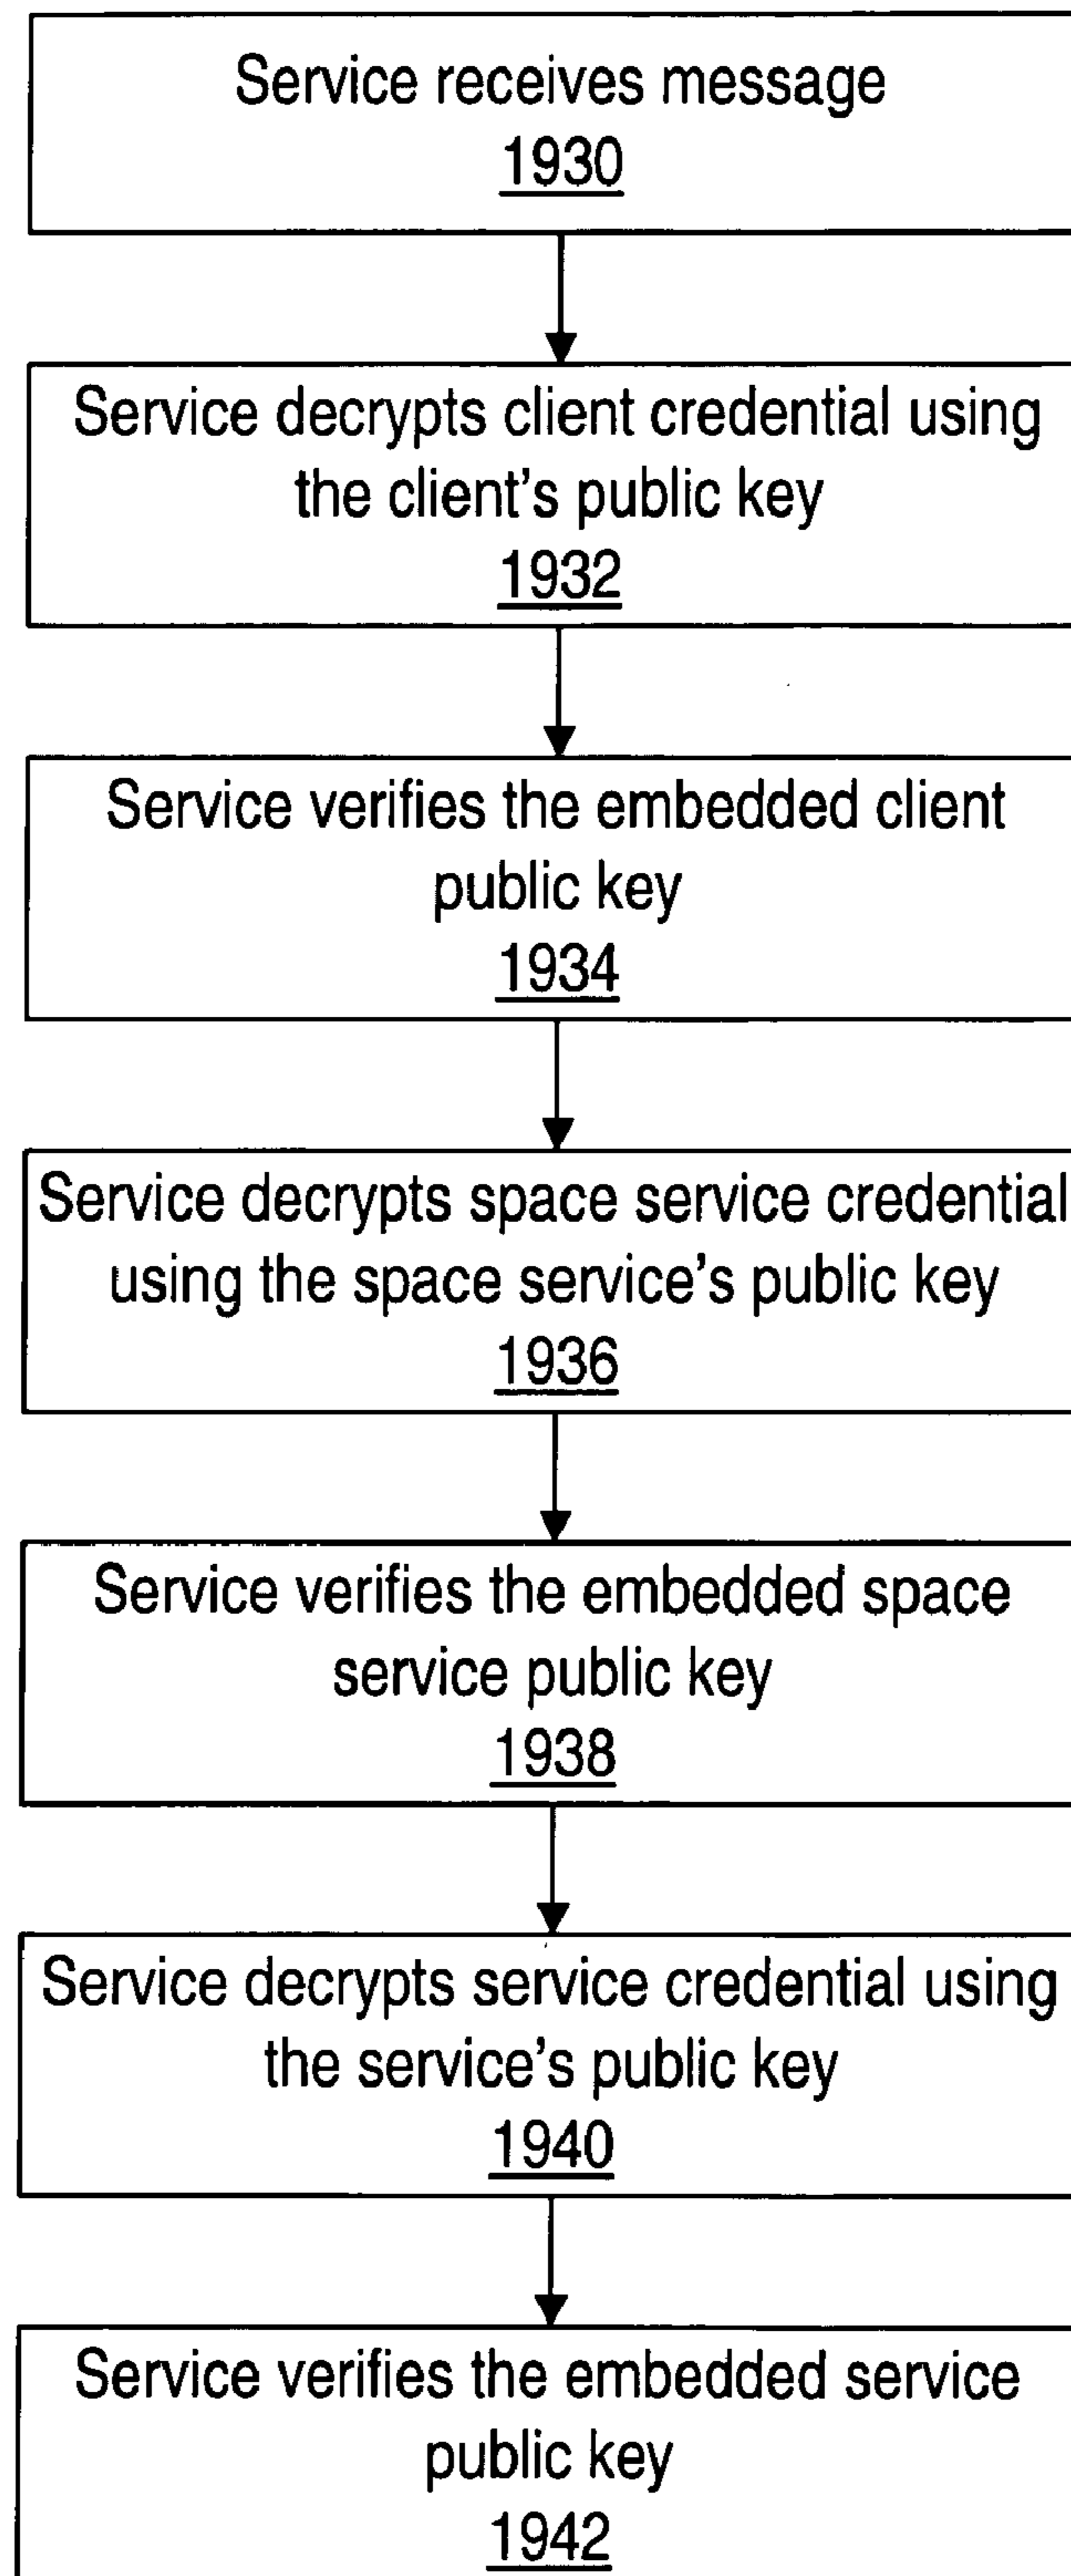 Service receives message
1930
Service decrypts client credential using
the client's public key
1932
Service verifies the embedded client
public key
1934
Service decrypts space service credential
using the space service's public key
1936
Service verifies the embedded space
service public key
1938
Service decrypts service credential using
the service's public key
1940
Service verifies the embedded service
public key
1942